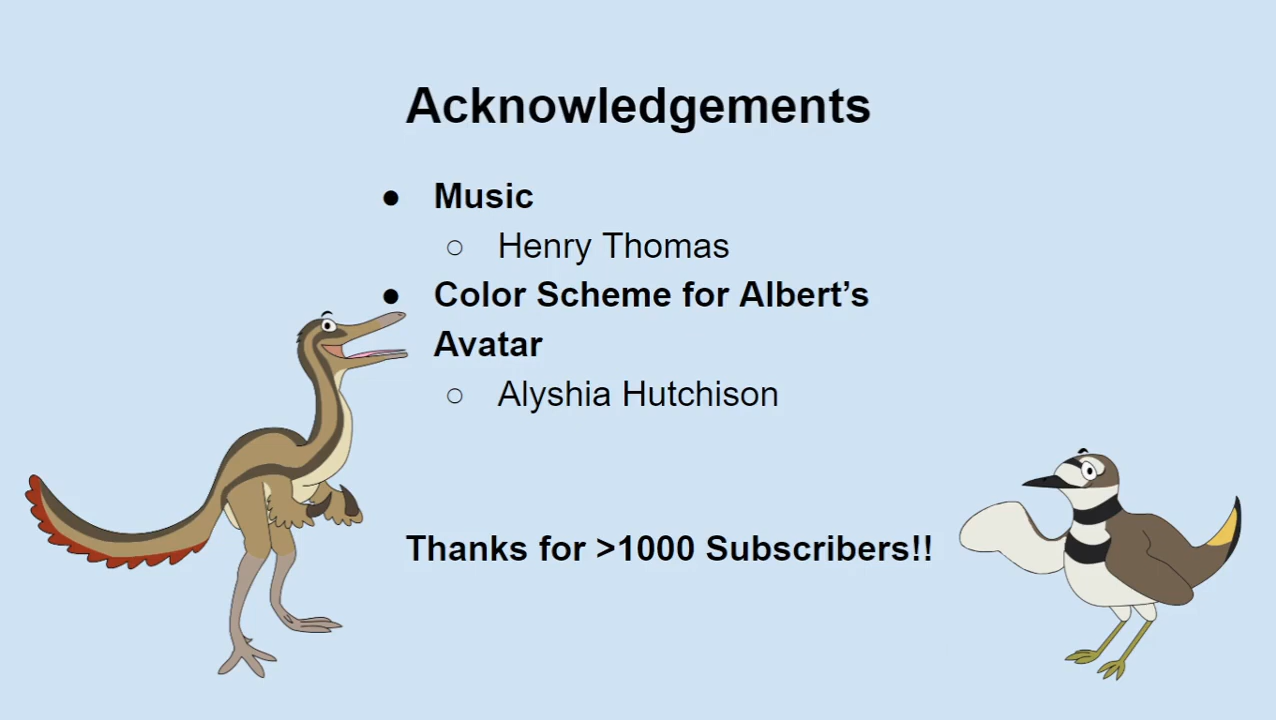 Acknowledgements
● Music
○ Henry Thomas
● Color Scheme for Albert’s
Avatar
○ Alyshia Hutchison
Thanks for >1000 Subscribers!!